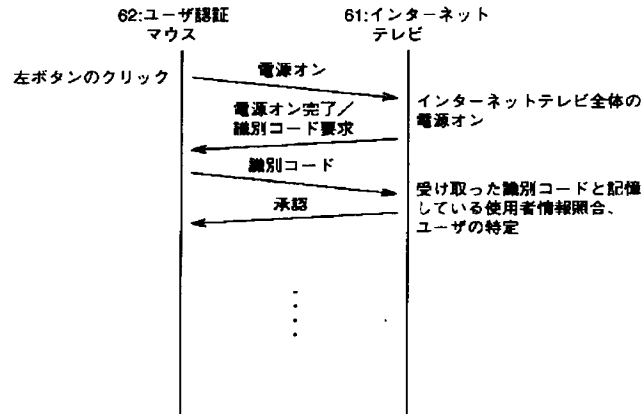 62:ユーザ認証
マウス
61:インターネット
テレビ
左ボタンのクリック
電源オン
インターネットテレビ全体の
電源オン
電源オン完了／
識別コード要求
識別コード
受け取った識別コードと記憶
している使用者情報照合、
ユーザの特定
承認